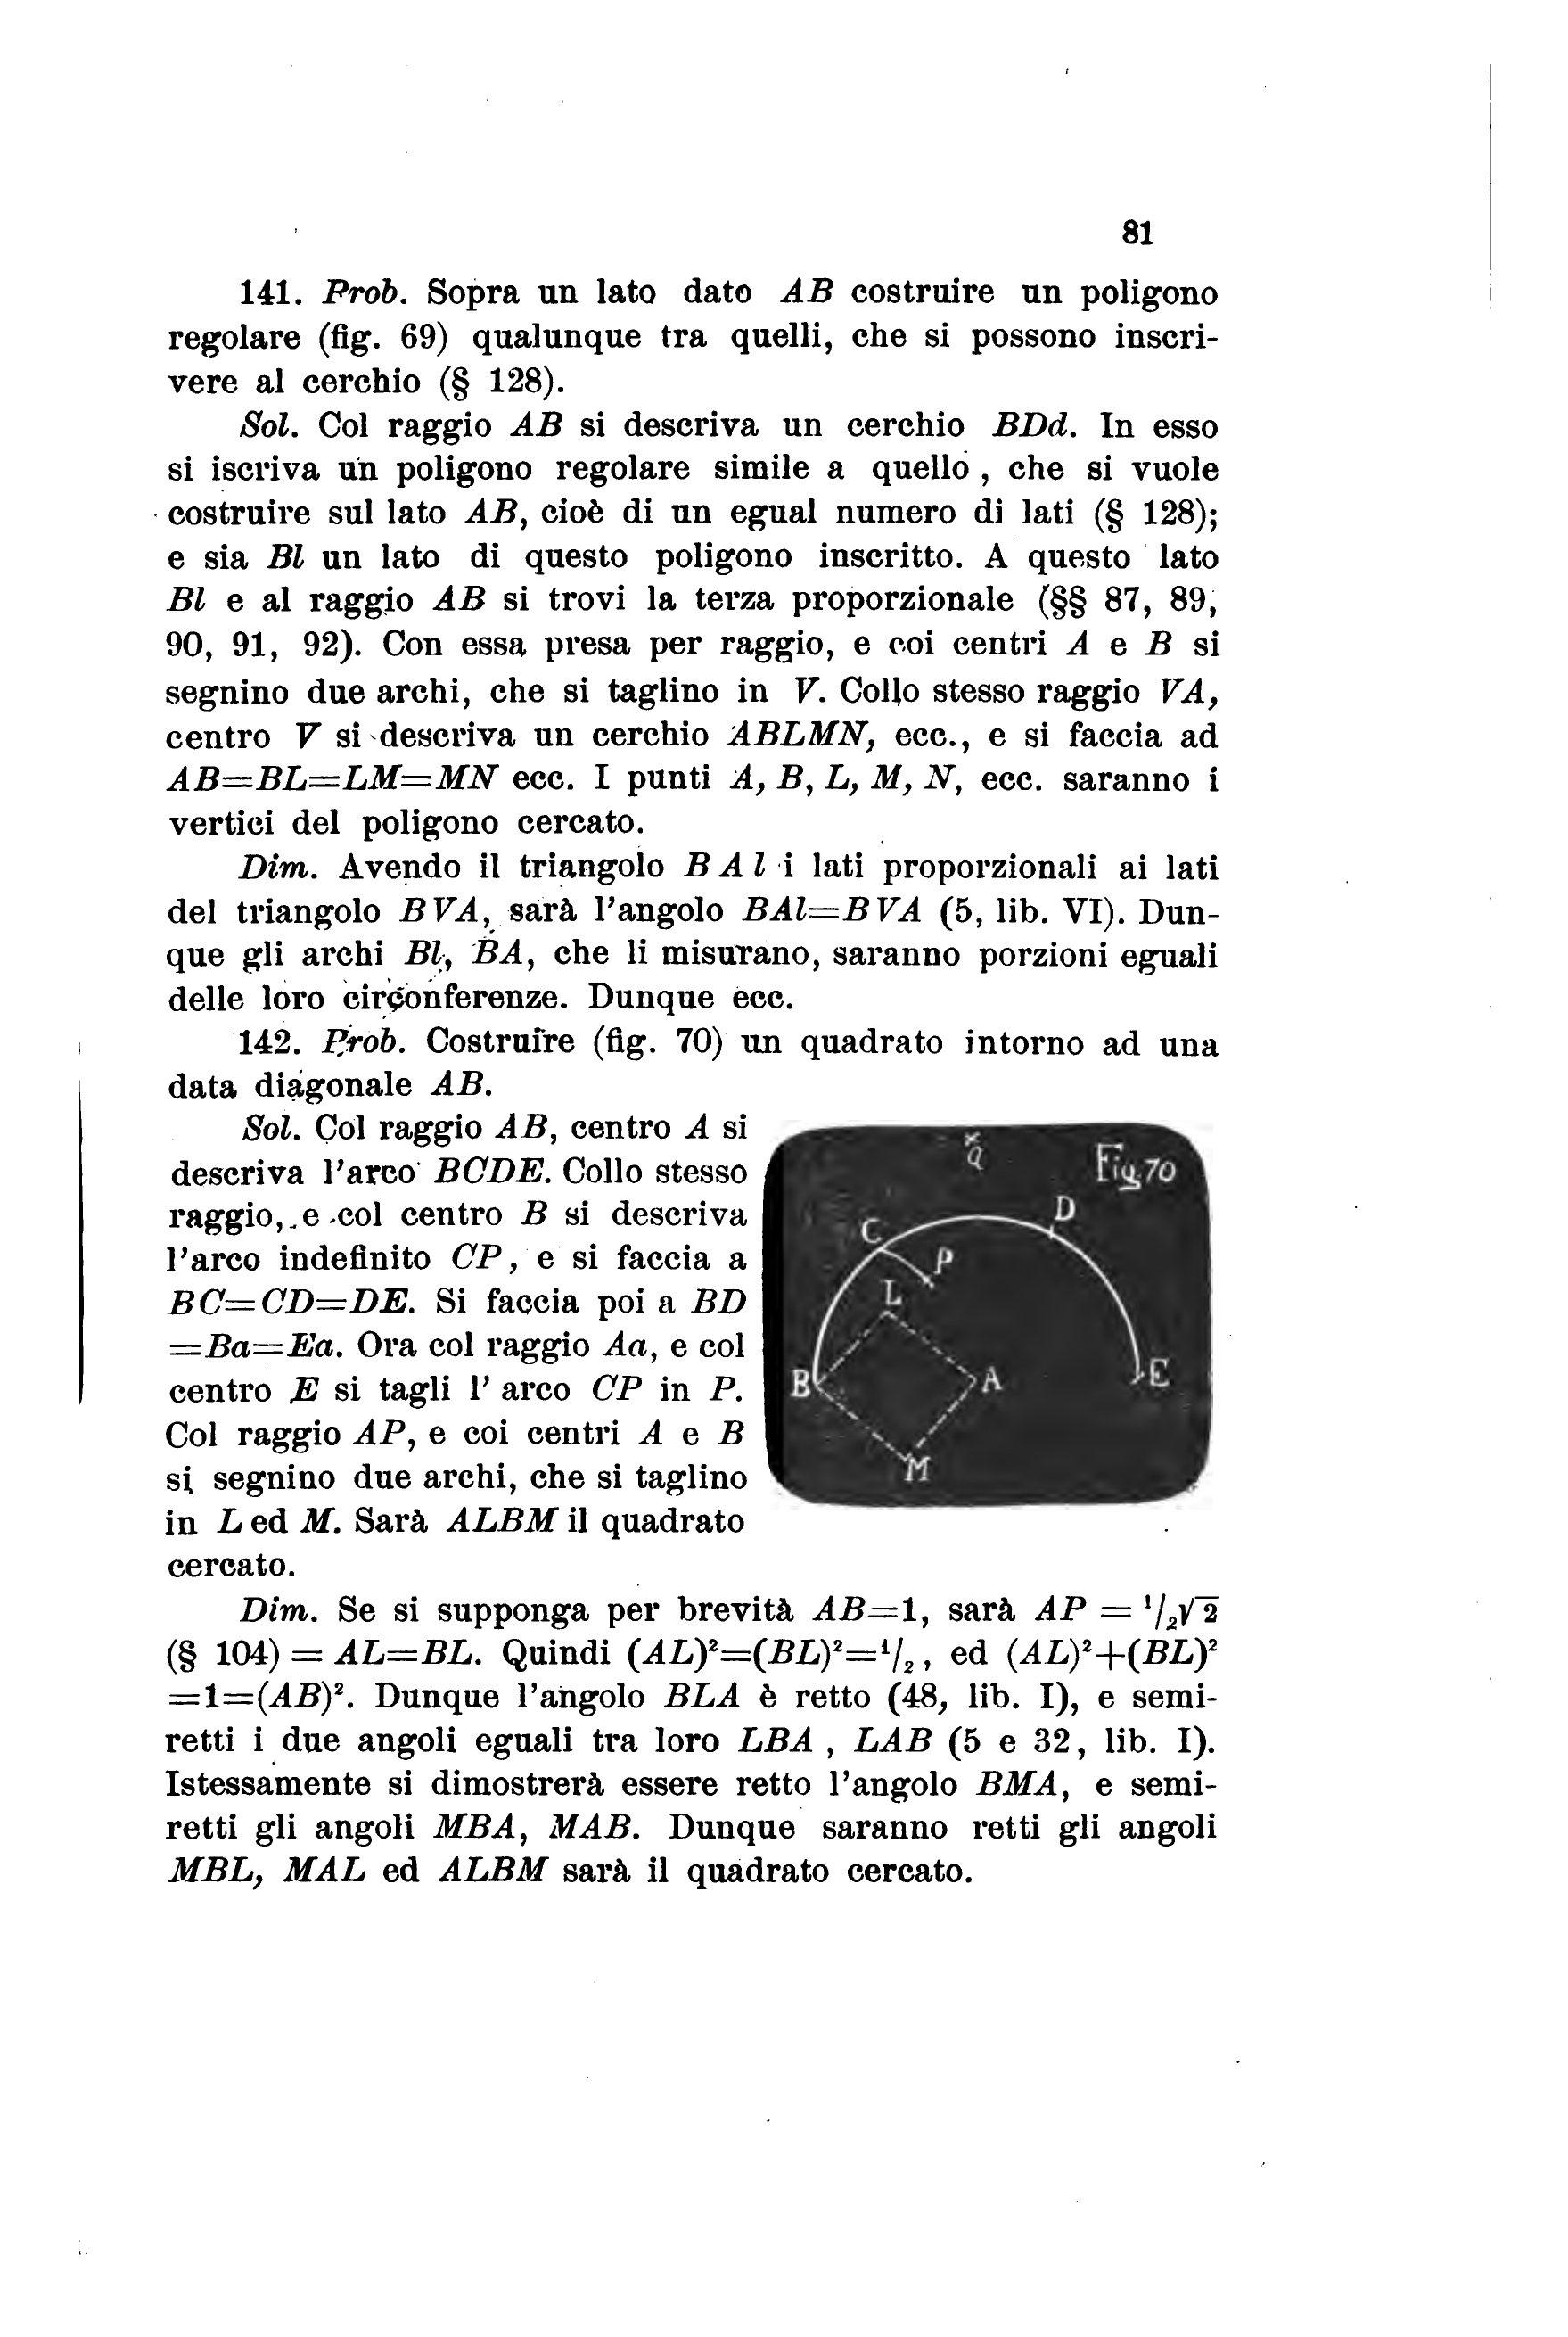 81
141. Prob. Sopra un lato dato AB costruire un poligono
regolare (fig. 69) qualunque tra quelli, che si possono inscri-
vere al cerchio (§ 128).
Sol. Col raggio AB si descriva un cerchio BDd. In esso
si iscriva un poligono regolare simile a quello, che si vuole
costruire sul lato AB, cioè di un egual numero di lati (§ 128);
e sia Bl un lato di questo poligono inscritto. A questo lato
Bl e al raggio AB si trovi la terza proporzionale (§§ 87, 89,
90, 91, 92). Con essa presa per raggio, e coi centri A e B si
segnino due archi, che si taglino in V. Collo stesso raggio VA,
centro V si descriva un cerchio ABLMN, ecc., e si faccia ad
AB=BL=LM=MN ecc. I punti A, B, L, M, N, ecc. saranno i
vertici del poligono cercato.
Dim. Avendo il triangolo B A l i lati proporzionali ai lati
del triangolo BVA, sarà l'angolo BAl=BVA (5, lib. VI). Dun-
que gli archi Bl, BA, che li misurano, saranno porzioni eguali
delle loro circonferenze. Dunque ecc.
142. Prob. Costruire (fig. 70) un quadrato intorno ad una
data diagonale AB.
Sol. Col raggio AB, centro A si
descriva l'arco BCDE. Collo stesso
raggio, e col centro B si descriva
l'arco indefinito CP, e si faccia a
BC=CD=DE. Si faccia poi a BD
=Ba=Ea. Ora col raggio Aa, e col
centro E si tagli l' arco CP in P.
Col raggio AP, e coi centri A e B
si segnino due archi, che si taglino
in L ed M. Sarà ALBM il quadrato
cercato.
a
Fig. 70
D
C
P
L
B
A
E
M
Dim. Se si supponga per brevità AB=1, sarà AP = 1/2√2
(§ 104) = AL=BL. Quindi (AL)²=(BL)²=1/2, ed (AL)²+(BL)²
=1=(AB)². Dunque l'angolo BLA è retto (48, lib. I), e semi-
retti i due angoli eguali tra loro LBA, LAB (5 e 32, lib. I).
Istessamente si dimostrerà essere retto l'angolo BMA, e semi-
retti gli angoli MBA, MAB. Dunque saranno retti gli angoli
MBL, MAL ed ALBM sarà il quadrato cercato.